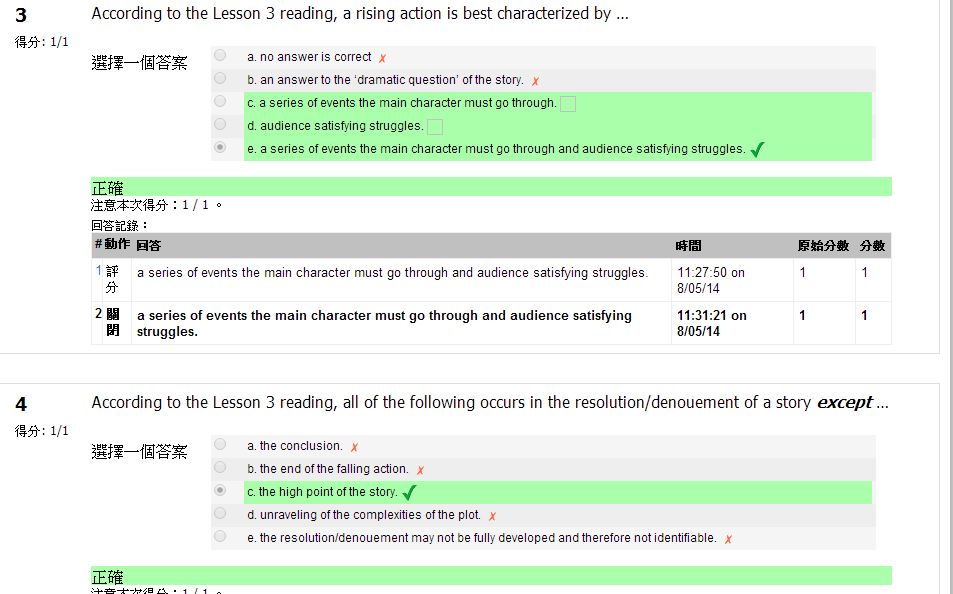 3
According to the Lesson 3 reading, a rising action is best characterized by ...
得分: 1/1
選擇一個答案
a. no answer is correct
b. an answer to the ‘dramatic question’ of the story.
c. a series of events the main character must go through.
d. audience satisfying struggles.
e. a series of events the main character must go through and audience satisfying struggles.
正確
注意本次得分：1 / 1 。
回答記錄：
# 動作 回答 時間 原始分數 分數
1 評分 a series of events the main character must go through and audience satisfying struggles. 11:27:50 on 8/05/14 1 1
2 關閉 a series of events the main character must go through and audience satisfying struggles. 11:31:21 on 8/05/14 1 1
4
According to the Lesson 3 reading, all of the following occurs in the resolution/denouement of a story except ...
得分: 1/1
選擇一個答案
a. the conclusion.
b. the end of the falling action.
c. the high point of the story.
d. unraveling of the complexities of the plot.
e. the resolution/denouement may not be fully developed and therefore not identifiable.
正確
注意本次得分：1 / 1 。